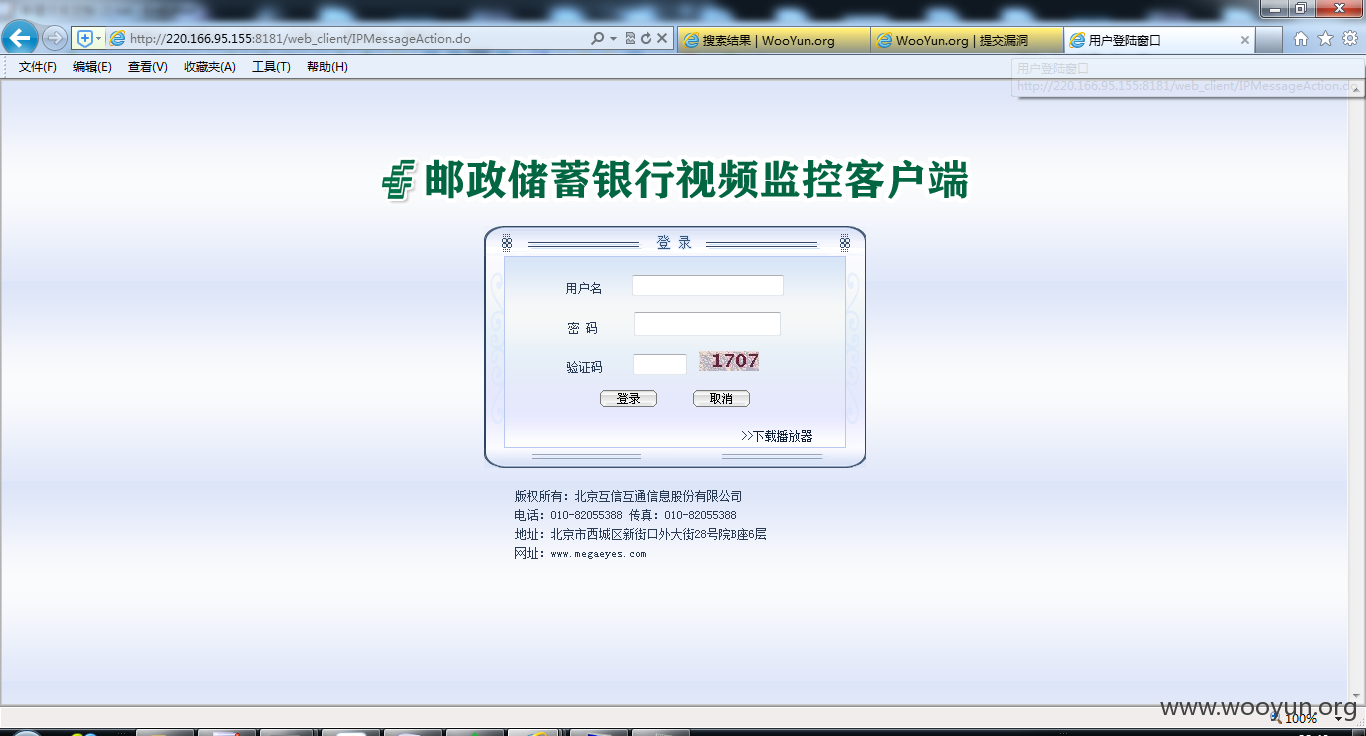 http://220.166.95.155:8181/web_client/IPMessageAction.do
搜索结果 | WooYun.org
WooYun.org | 提交漏洞
用户登陆窗口
文件(F) 编辑(E) 查看(V) 收藏夹(A) 工具(T) 帮助(H)
用户登陆窗口
http://220.166.95.155:8181/web_client/IPMessageAction.do
邮政储蓄银行视频监控客户端
登 录
用户名
密 码
验证码 1707
登录 取消
>>下载播放器
版权所有：北京互信互通信息股份有限公司
电话：010-82055388 传真：010-82055388
地址：北京市西城区新街口外大街28号院B座6层
网址：www.megaeyes.com
www.wooyun.org
100%